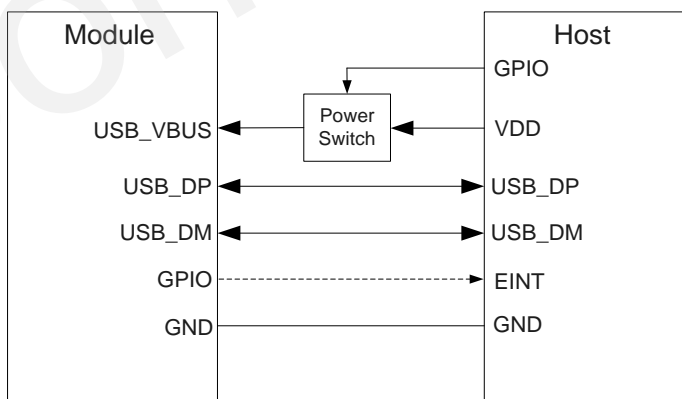 Module
Host
GPIO
Power
Switch
USB_VBUS
VDD
USB_DP
USB_DP
USB_DM
USB_DM
GPIO
EINT
GND
GND